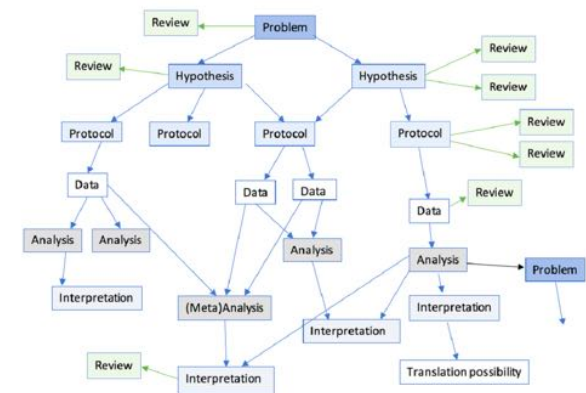 Review
Problem
Review
Hypothesis
Hypothesis
Review
Review
Protocol
Protocol
Protocol
Protocol
Review
Review
Data
Data
Data
Review
Data
Analysis
Analysis
Analysis
Analysis
Problem
Interpretation
(Meta)Analysis
Interpretation
Interpretation
Review
Interpretation
Translation possibility